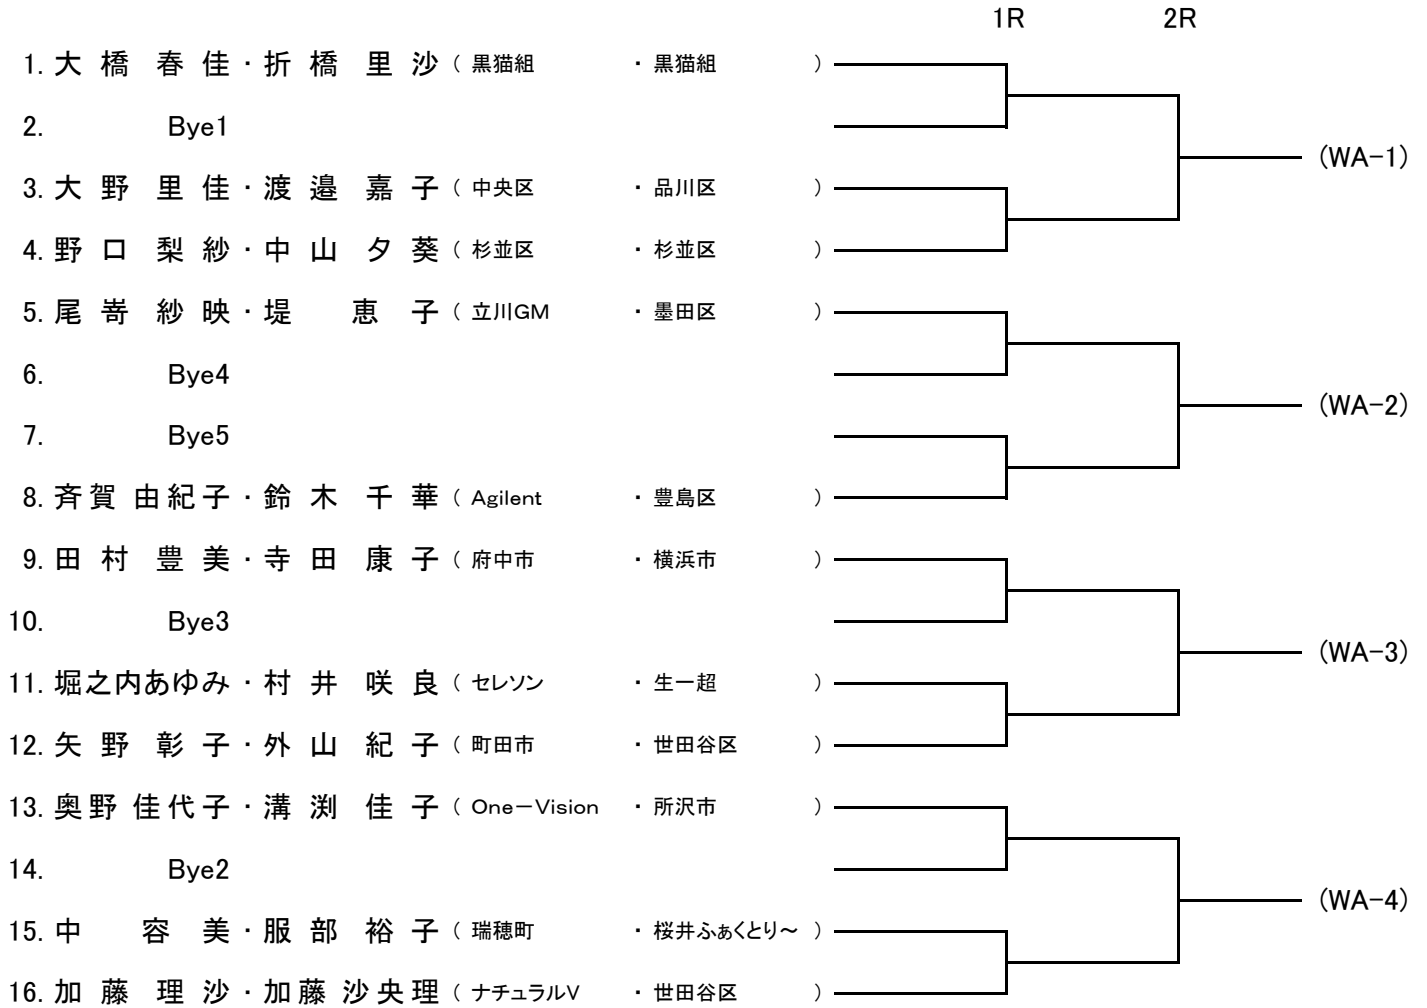 1R 2R
1. 大橋 春佳・折橋 里沙 ( 黒猫組 ・ 黒猫組 )
2. Bye1
(WA-1)
3. 大野 里佳・渡邉 嘉子 ( 中央区 ・ 品川区 )
4. 野口 梨紗・中山 夕葵 ( 杉並区 ・ 杉並区 )
5. 尾嵜 紗映・堤 恵子 ( 立川GM ・ 墨田区 )
6. Bye4
(WA-2)
7. Bye5
8. 斉賀 由紀子・鈴木 千華 ( Agilent ・ 豊島区 )
9. 田村 豊美・寺田 康子 ( 府中市 ・ 横浜市 )
10. Bye3
(WA-3)
11. 堀之内あゆみ・村井 咲良 ( セレソン ・ 生一超 )
12. 矢野 彰子・外山 紀子 ( 町田市 ・ 世田谷区 )
13. 奥野 佳代子・溝渕 佳子 ( One-Vision ・ 所沢市 )
14. Bye2
(WA-4)
15. 中 容美・服部 裕子 ( 瑞穂町 ・ 桜井ふぁくとり~ )
16. 加藤 理沙・加藤 沙央理 ( ナチュラルV ・ 世田谷区 )